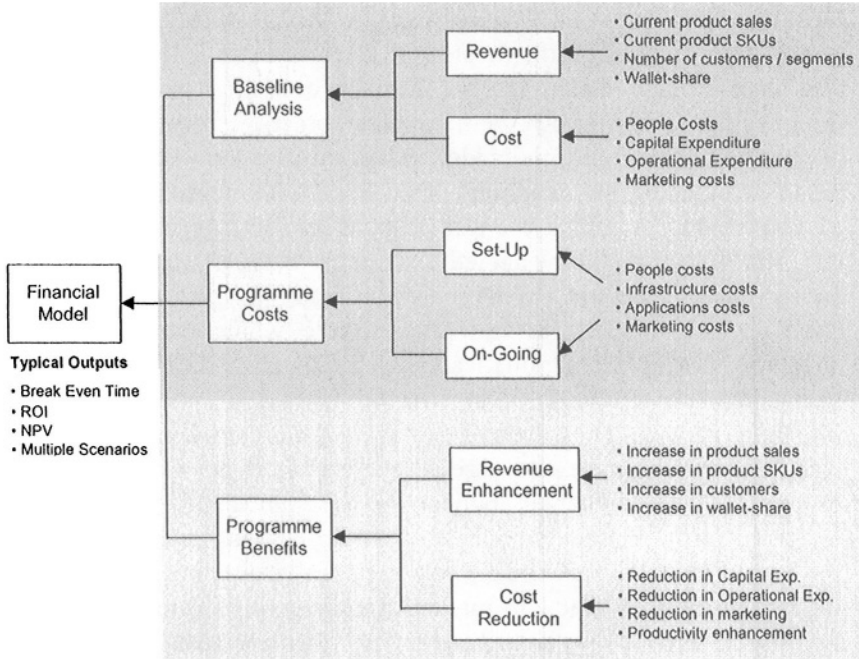 Baseline
Analysis
Revenue
• Current product sales
• Current product SKUs
• Number of customers / segments
• Wallet-share
Cost
• People Costs
• Capital Expenditure
• Operational Expenditure
• Marketing costs
Financial
Model
Typical Outputs
• Break Even Time
• ROI
• NPV
• Multiple Scenarios
Programme
Costs
Set-Up
On-Going
• People costs
• Infrastructure costs
• Applications costs
• Marketing costs
Programme
Benefits
Revenue
Enhancement
• Increase in product sales
• Increase in product SKUs
• Increase in customers
• Increase in wallet-share
Cost
Reduction
• Reduction in Capital Exp.
• Reduction in Operational Exp.
• Reduction in marketing
• Productivity enhancement